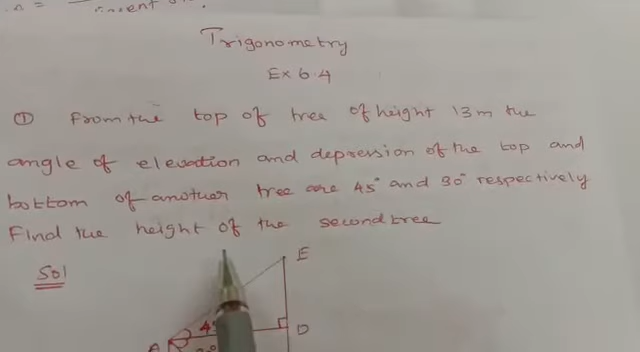 Trigonometry
Ex 6.4
① From the top of tree of height 13m the
angle of elevation and depression of the top and
bottom of another tree are 45° and 30° respectively
Find the height of the second tree
Sol
E
D
A